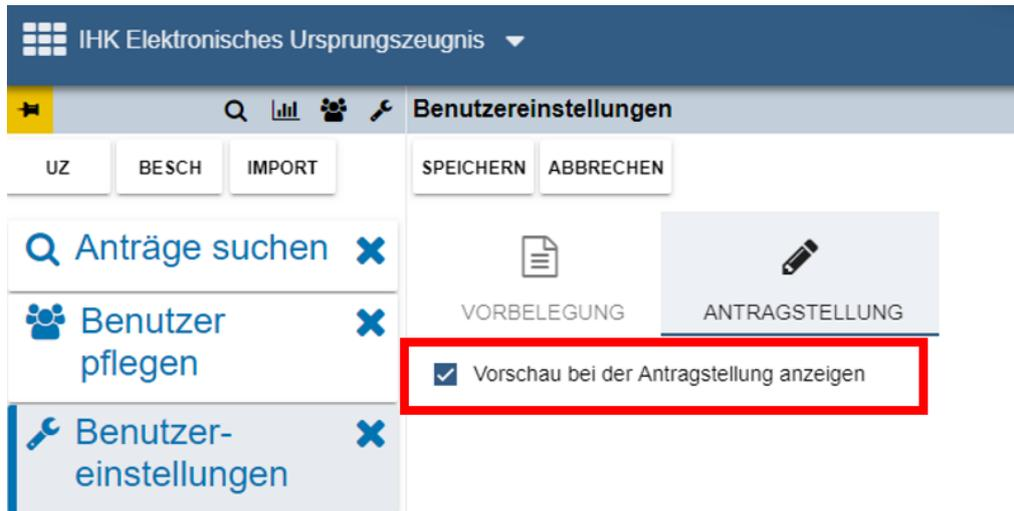 IHK Elektronisches Ursprungszeugnis
Benutzereinstellungen
UZ BESCH IMPORT
SPEICHERN ABBRECHEN
Anträge suchen
Benutzer
pflegen
Benutzer-
einstellungen
VORBELEGUNG ANTRAGSTELLUNG
Vorschau bei der Antragstellung anzeigen